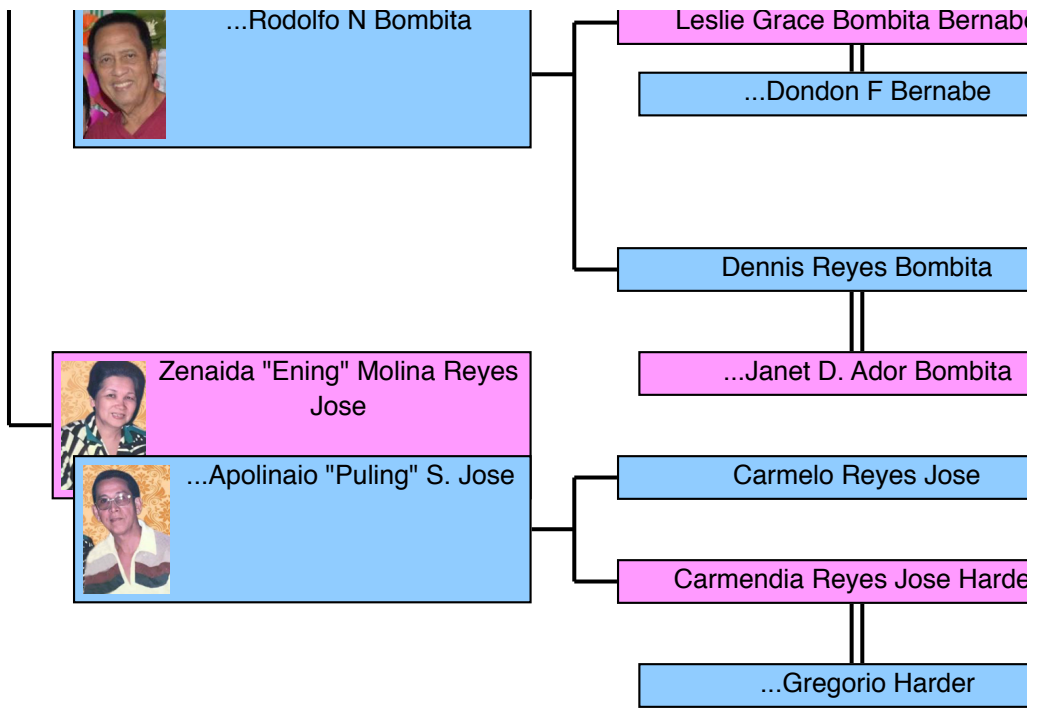 ...Rodolfo N Bombita
Leslie Grace Bombita Bernabe
...Dondon F Bernabe
Dennis Reyes Bombita
...Janet D. Ador Bombita
Zenaida "Ening" Molina Reyes
Jose
...Apolinaio "Puling" S. Jose
Carmelo Reyes Jose
Carmendia Reyes Jose Harde
...Gregorio Harder